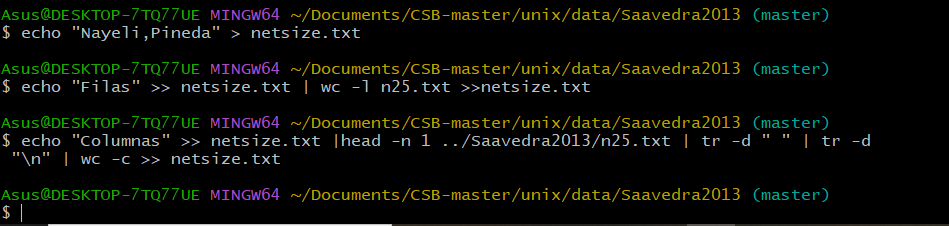 Asus@DESKTOP-7TQ77UE MINGW64 ~/Documents/CSB-master/unix/data/Saavedra2013 (master)
$ echo "Nayeli,Pineda" > netsize.txt
Asus@DESKTOP-7TQ77UE MINGW64 ~/Documents/CSB-master/unix/data/Saavedra2013 (master)
$ echo "Filas" >> netsize.txt | wc -l n25.txt >>netsize.txt
Asus@DESKTOP-7TQ77UE MINGW64 ~/Documents/CSB-master/unix/data/Saavedra2013 (master)
$ echo "Columnas" >> netsize.txt |head -n 1 ../Saavedra2013/n25.txt | tr -d " " | tr -d
"\n" | wc -c >> netsize.txt
Asus@DESKTOP-7TQ77UE MINGW64 ~/Documents/CSB-master/unix/data/Saavedra2013 (master)
$